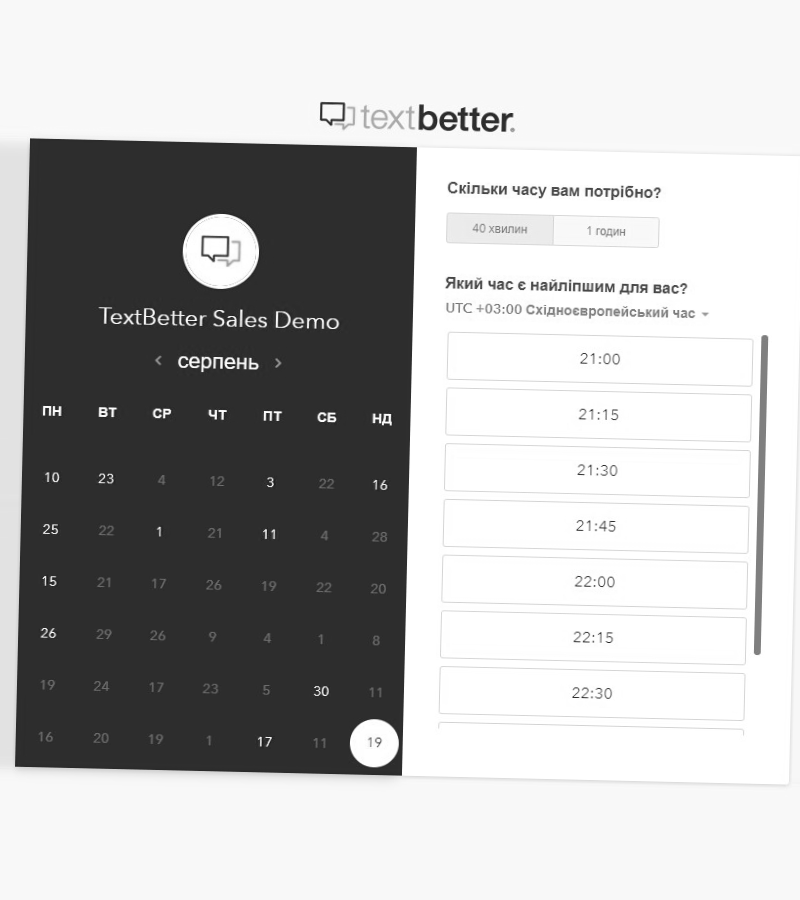 textbetter.
TextBetter Sales Demo
серпень
ПН ВТ СР ЧТ ПТ СБ НД
10 23 4 12 3 22 16
25 22 1 21 11 4 28
15 21 17 26 19 22 20
26 29 26 9 4 1 8
19 24 17 23 5 30 11
16 20 19 1 17 11 19
Скільки часу вам потрібно?
40 хвилин 1 годин
Який час є найліпшим для вас?
UTC +03:00 Східноєвропейський час
21:00
21:15
21:30
21:45
22:00
22:15
22:30